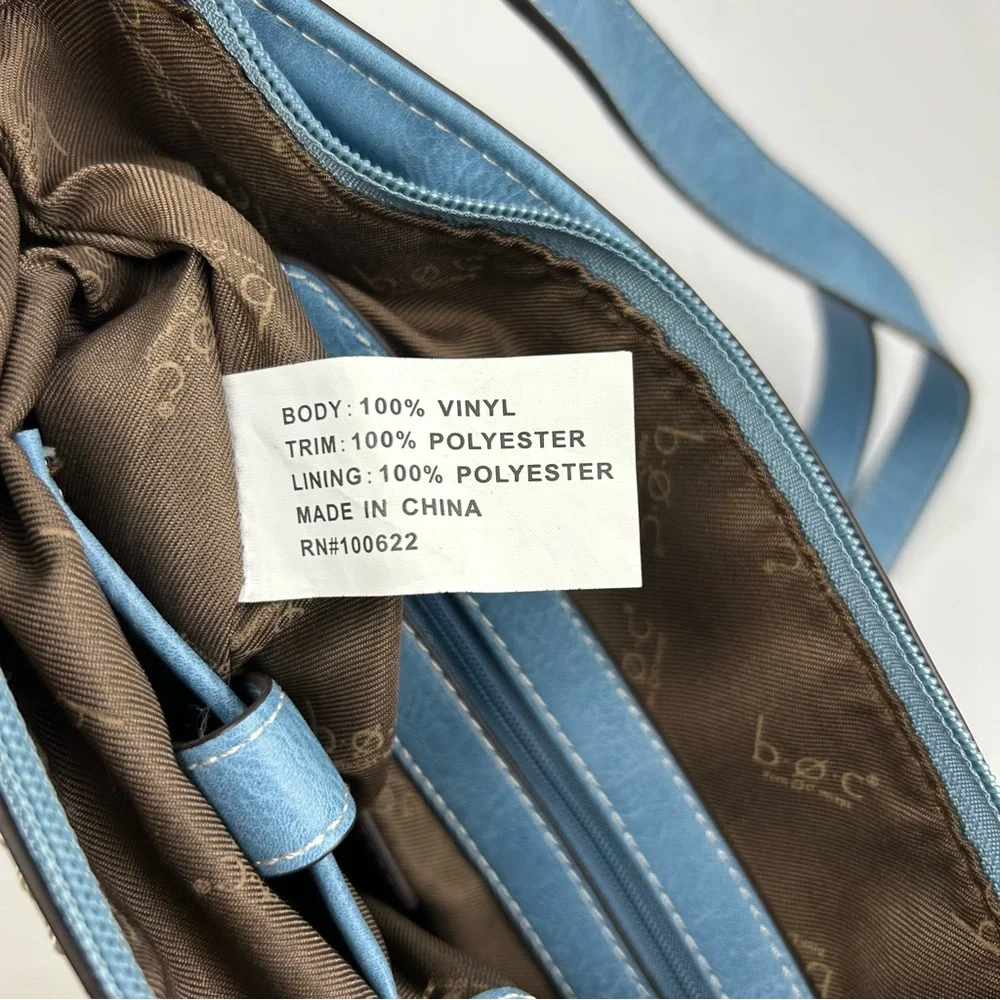 BODY: 100% VINYL
TRIM: 100% POLYESTER
LINING: 100% POLYESTER
MADE IN CHINA
RN#100622
b·ø·c